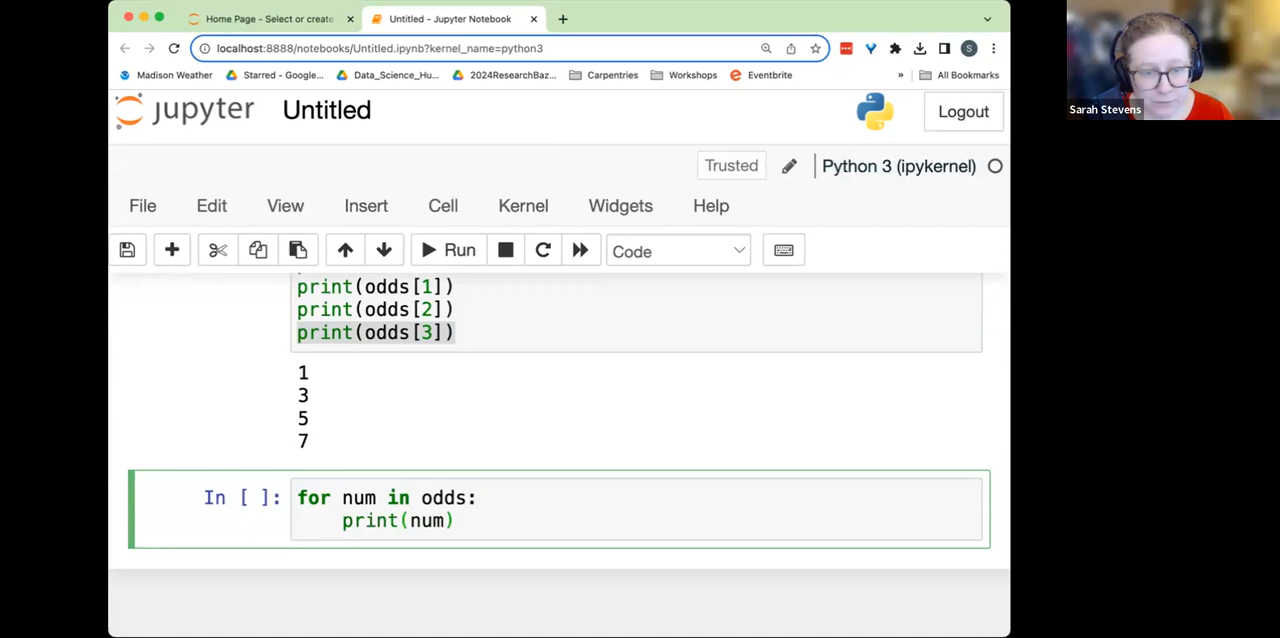 Home Page - Select or create
Untitled - Jupyter Notebook
localhost:8888/notebooks/Untitled.ipynb?kernel_name=python3
S
Madison Weather
Starred - Google...
Data_Science_Hu...
2024ResearchBaz...
Carpentries
Workshops
Eventbrite
»
All Bookmarks
Sarah Stevens
jupyter
Untitled
Logout
Trusted
Python 3 (ipykernel)
File Edit View Insert Cell Kernel Widgets Help
Run
Code
print(odds[1])
print(odds[2])
print(odds[3])
1
3
5
7
In [ ]: for num in odds:
print(num)